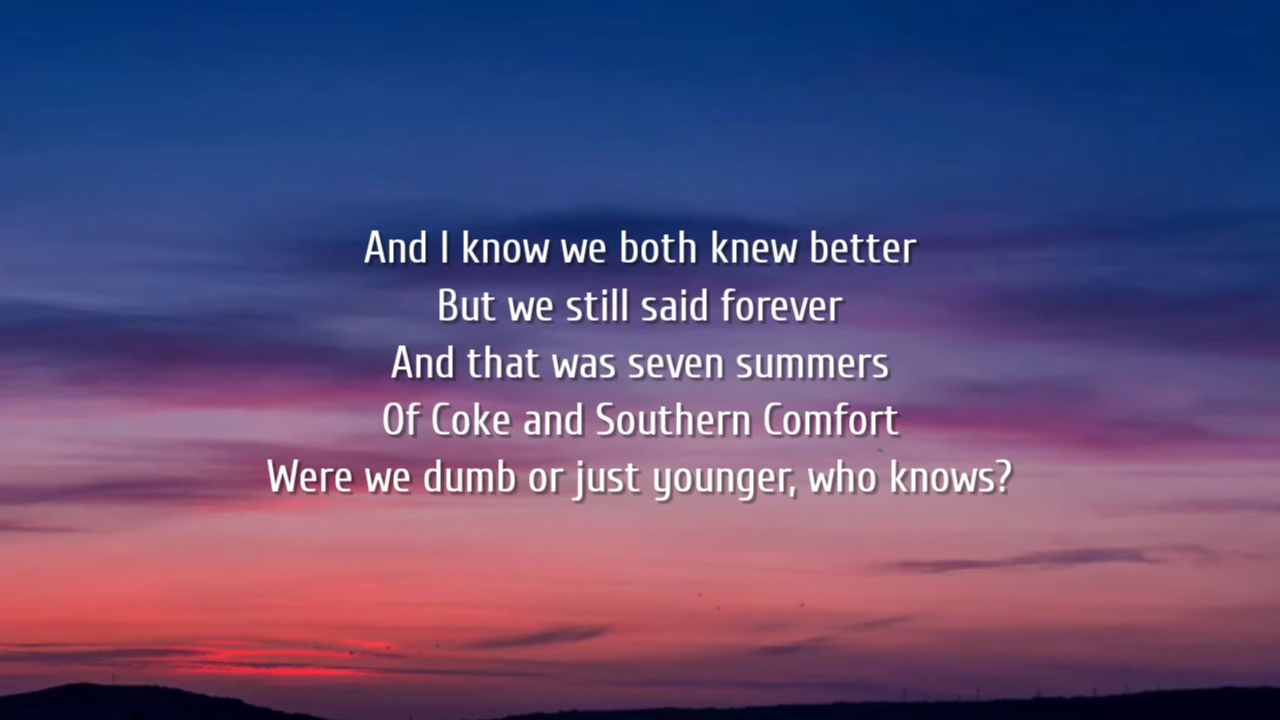 And I know we both knew better
But we still said forever
And that was seven summers
Of Coke and Southern Comfort
Were we dumb or just younger, who knows?